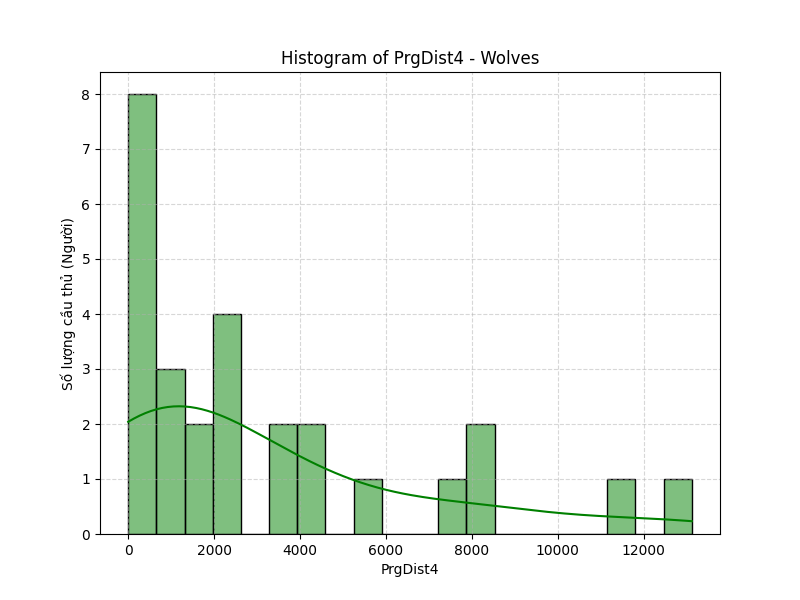 Histogram of PrgDist4 - Wolves
Số lượng cầu thủ (Người)
8
7
6
5
4
3
2
1
0
0 2000 4000 6000 8000 10000 12000
PrgDist4